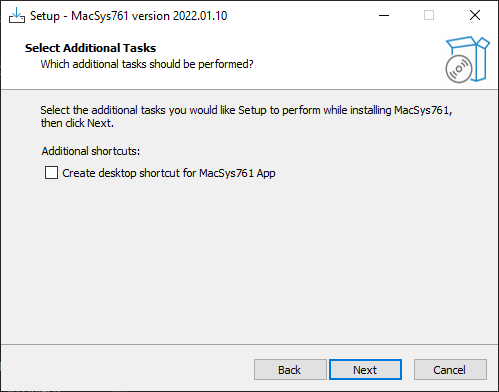 Setup - MacSys761 version 2022.01.10
Select Additional Tasks
Which additional tasks should be performed?
Select the additional tasks you would like Setup to perform while installing MacSys761,
then click Next.
Additional shortcuts:
Create desktop shortcut for MacSys761 App
Back
Next
Cancel